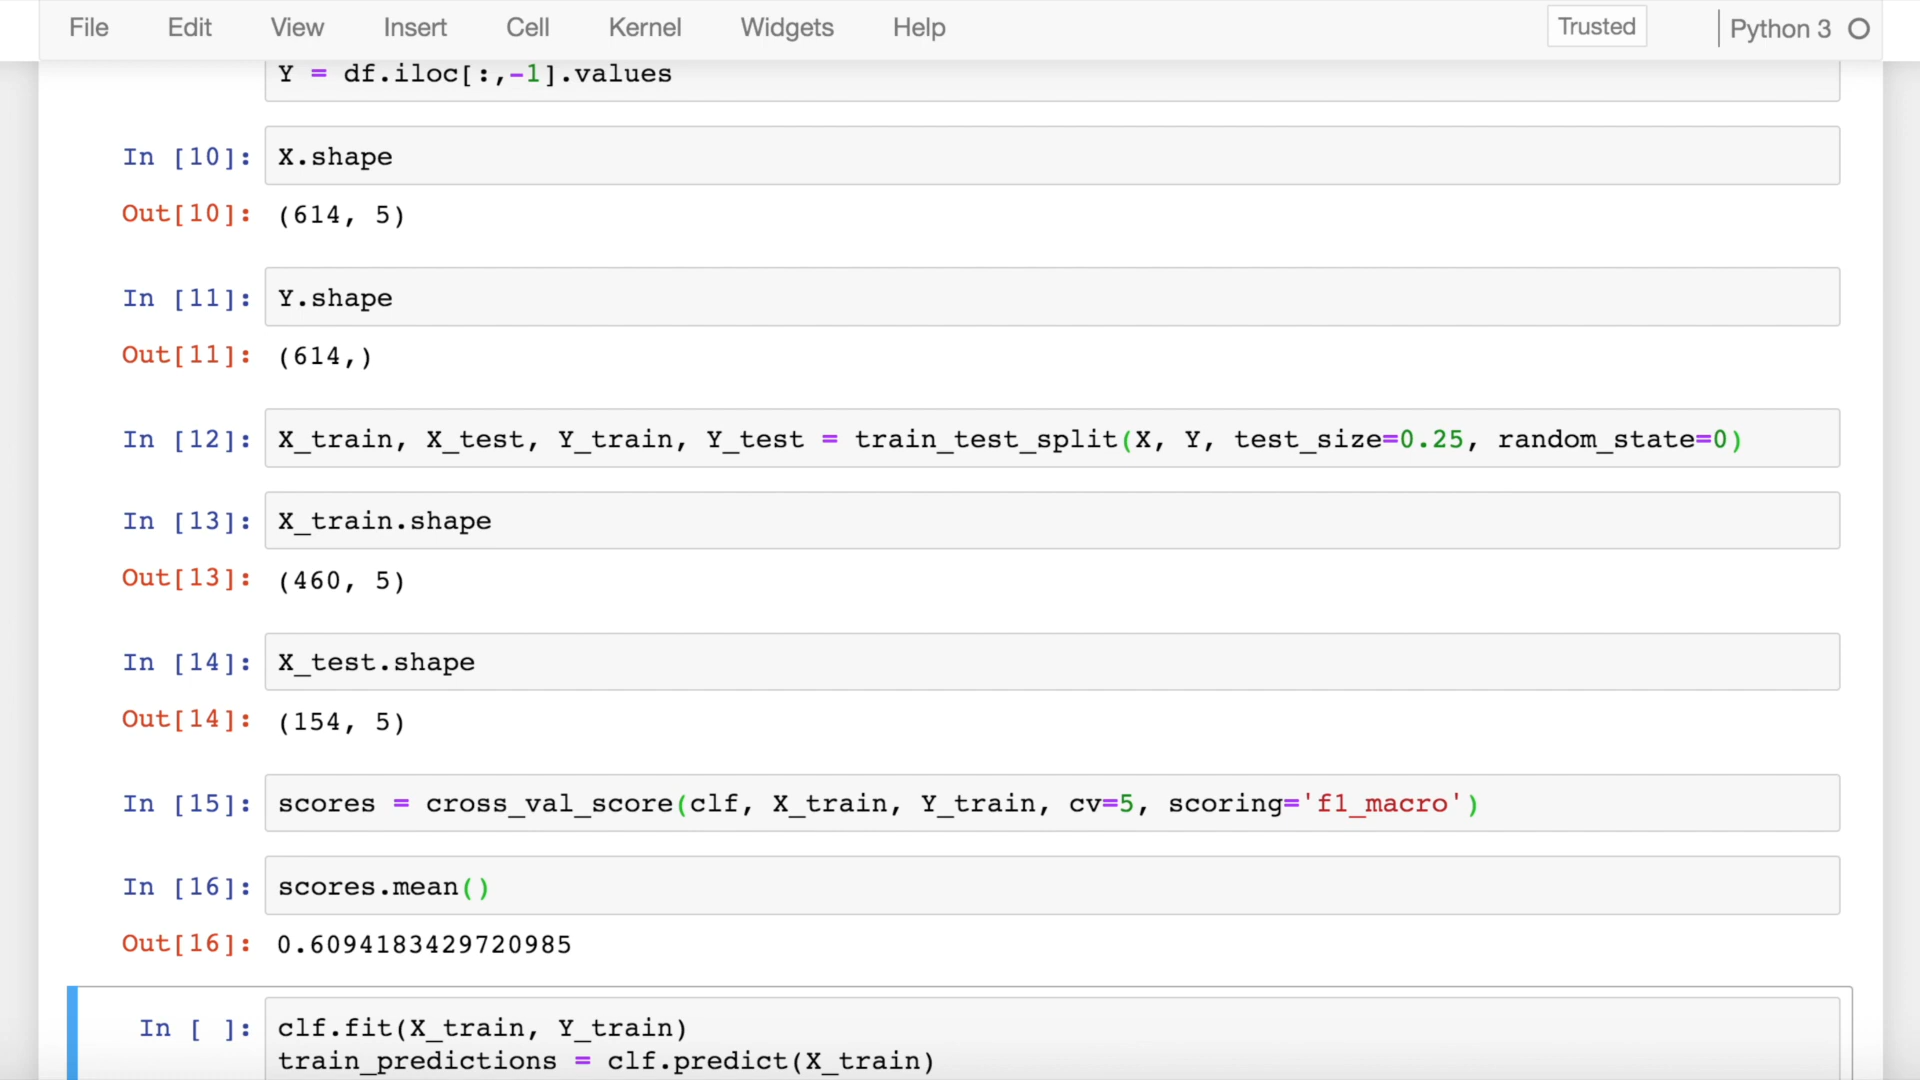 File Edit View Insert Cell Kernel Widgets Help Trusted Python 3
Y = df.iloc[:,-1].values
In [10]: X.shape
Out[10]: (614, 5)
In [11]: Y.shape
Out[11]: (614,)
In [12]: X_train, X_test, Y_train, Y_test = train_test_split(X, Y, test_size=0.25, random_state=0)
In [13]: X_train.shape
Out[13]: (460, 5)
In [14]: X_test.shape
Out[14]: (154, 5)
In [15]: scores = cross_val_score(clf, X_train, Y_train, cv=5, scoring='f1_macro')
In [16]: scores.mean()
Out[16]: 0.6094183429720985
In [ ]: clf.fit(X_train, Y_train)
train_predictions = clf.predict(X_train)